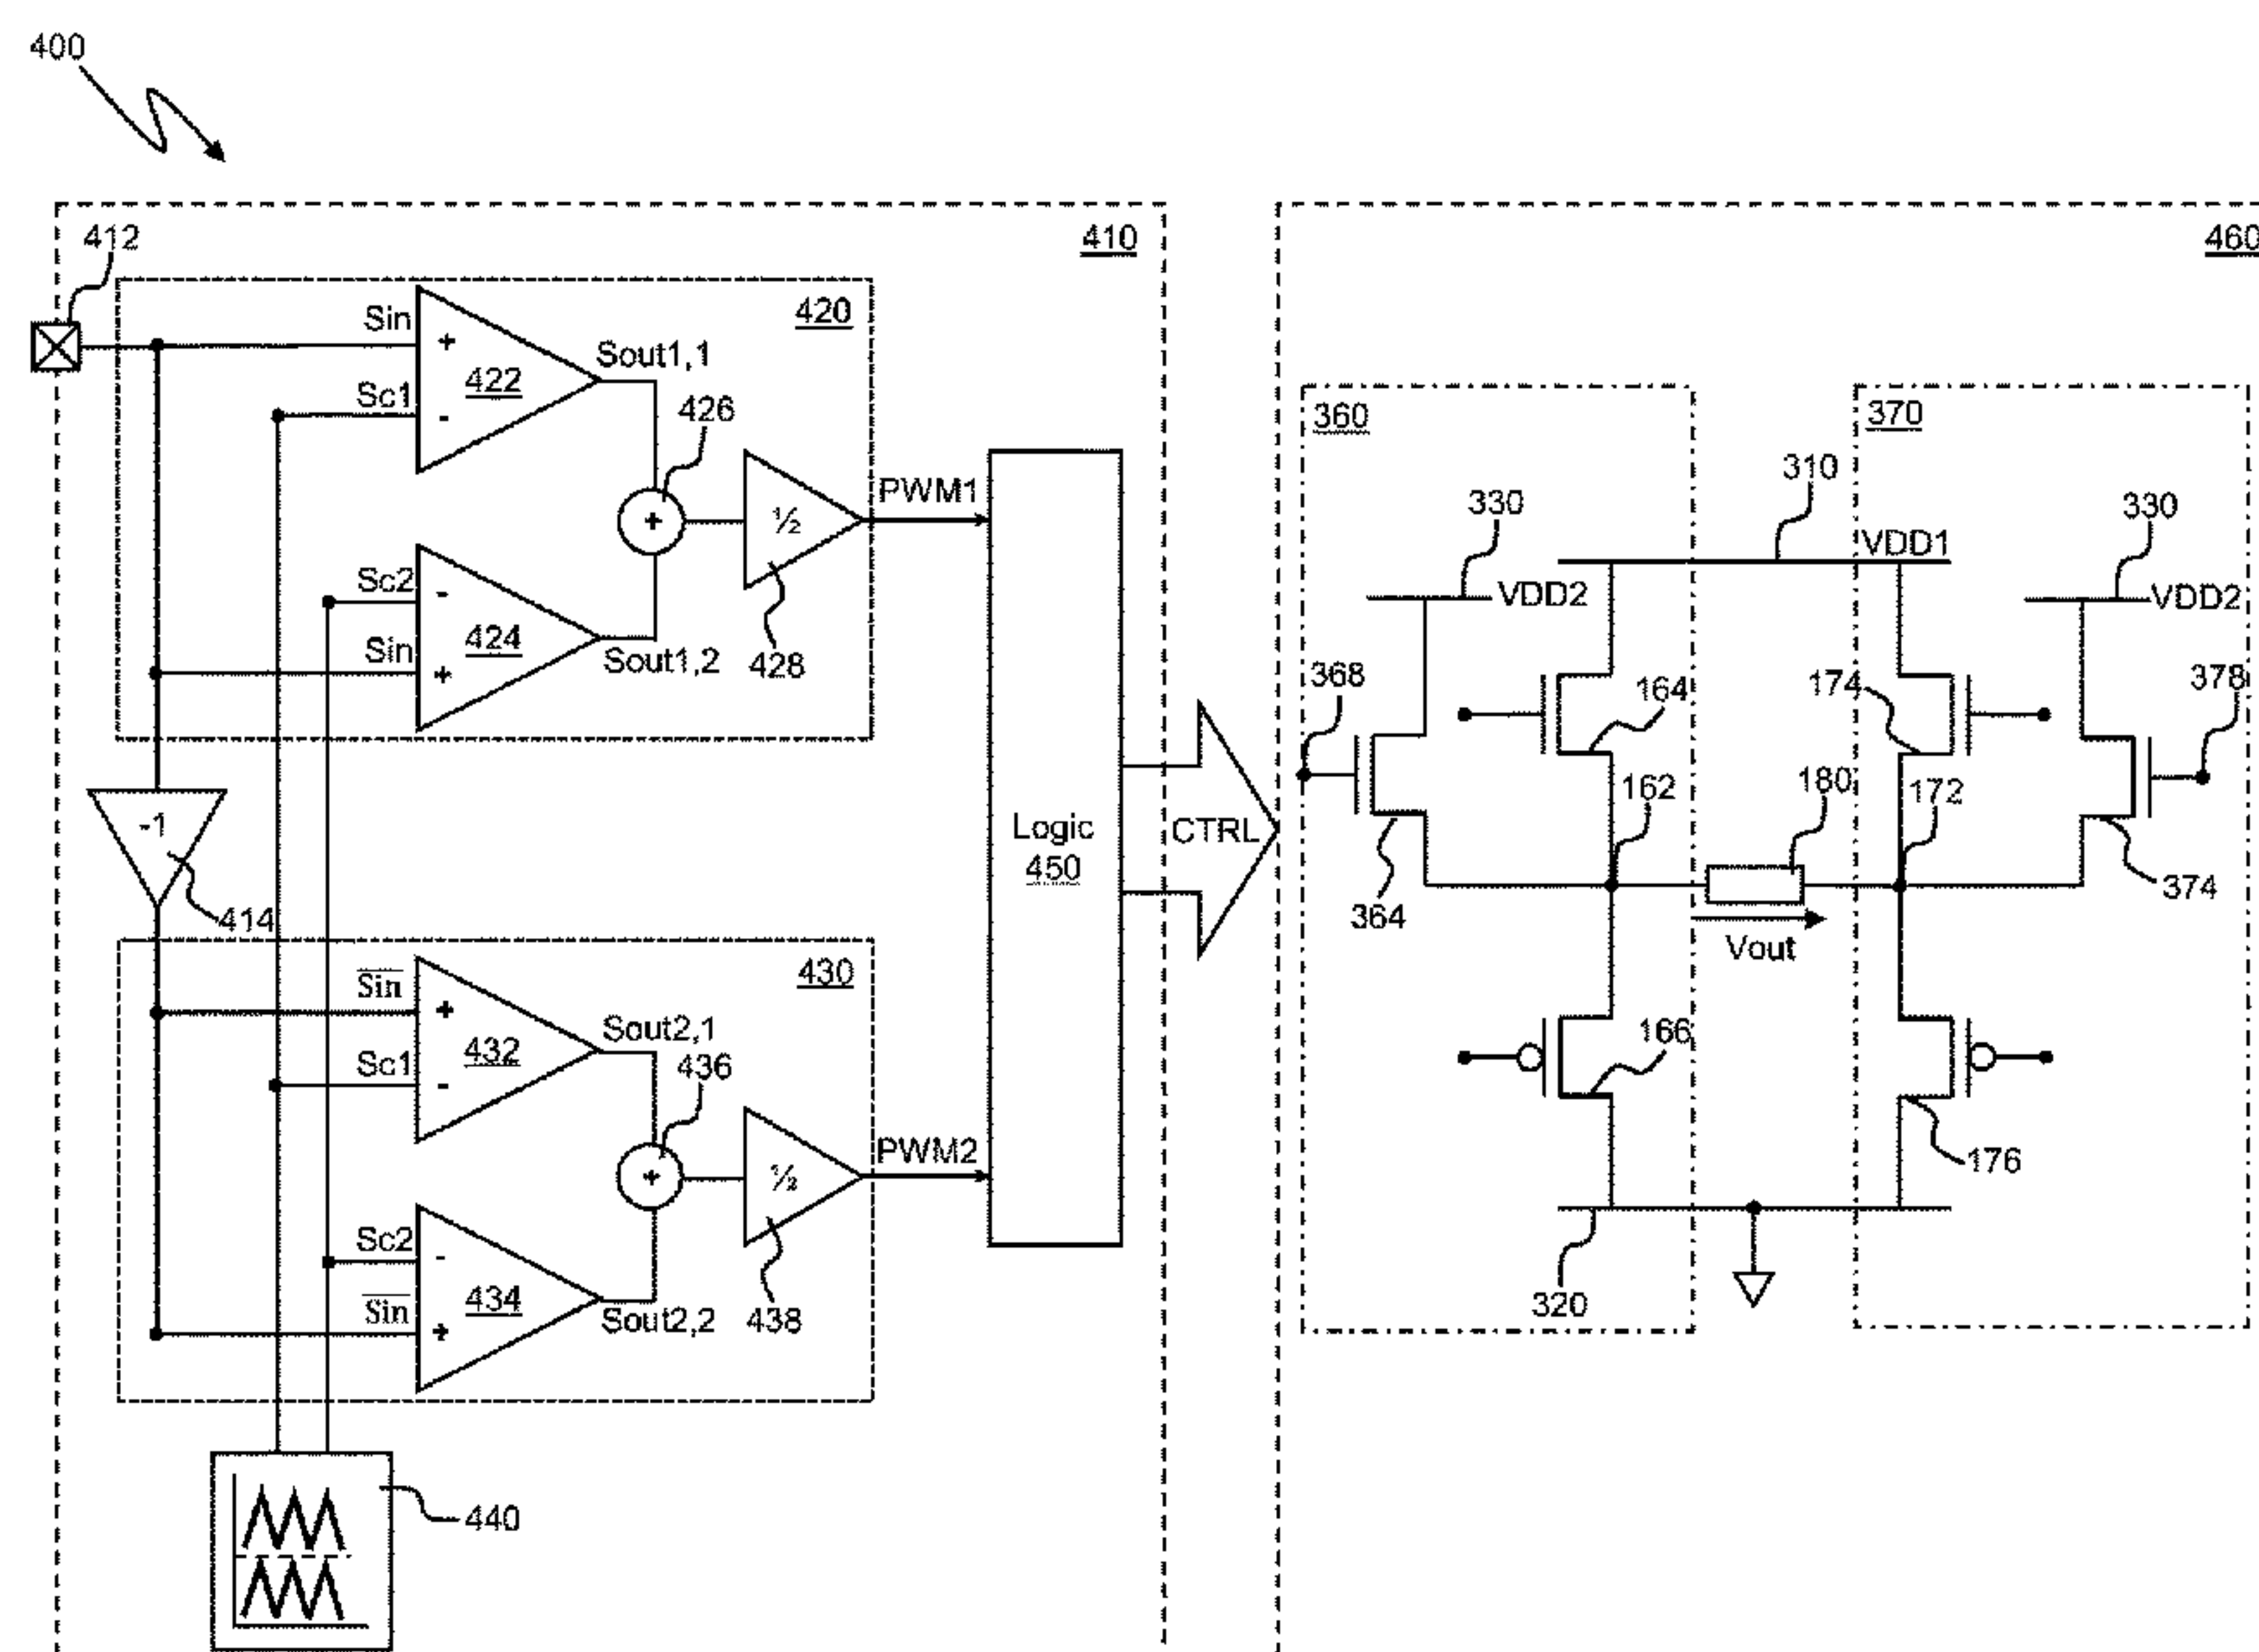 400
412
410
460
420
Sin
+
422
Sout1,1
Sc1
-
426
360
370
310
330
VDD1
330
VDD2
VDD2
+
½
PWM1
Sc2
-
424
Sin
+
Sout1,2
428
368
164
174
378
-1
414
Logic
450
CTRL
162
180
172
364
374
Vout
430
S̅i̅n̅
+
432
Sout2,1
Sc1
-
436
166
+
½
PWM2
176
Sc2
-
434
S̅i̅n̅
+
Sout2,2
438
320
440